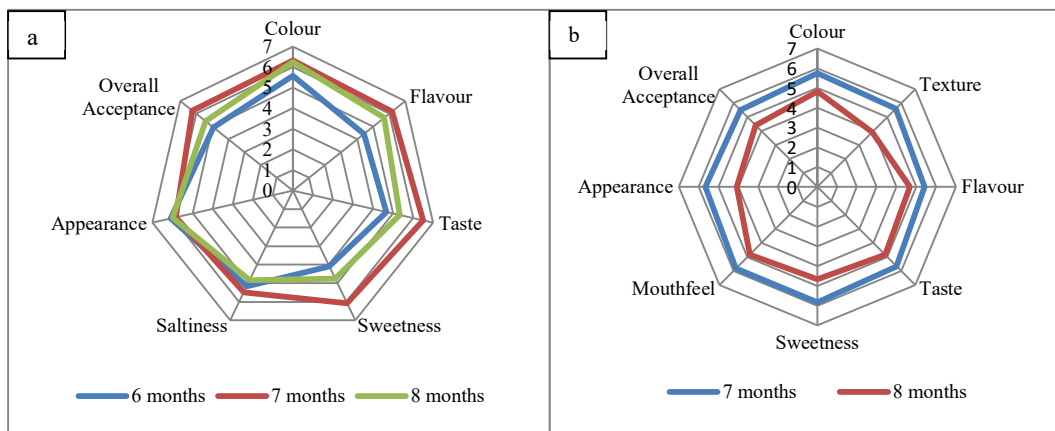 a
Colour
Flavour
Taste
Sweetness
Saltiness
Appearance
Overall
Acceptance
7
6
5
4
3
2
1
0
6 months
7 months
8 months
b
Colour
Texture
Flavour
Taste
Sweetness
Mouthfeel
Appearance
Overall
Acceptance
7
6
5
4
3
2
1
0
7 months
8 months